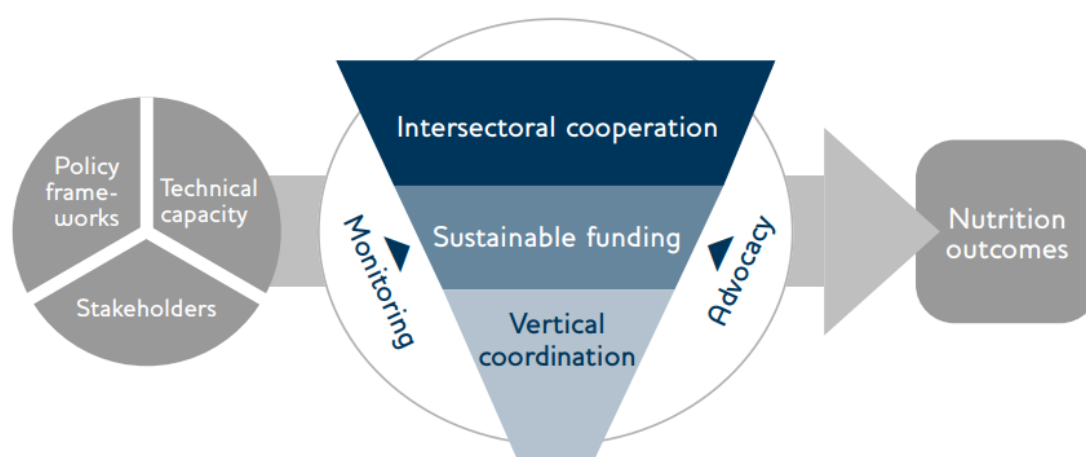 Policy
frame-
works
Technical
capacity
Stakeholders
Monitoring
Intersectoral cooperation
Sustainable funding
Vertical
coordination
Advocacy
Nutrition
outcomes